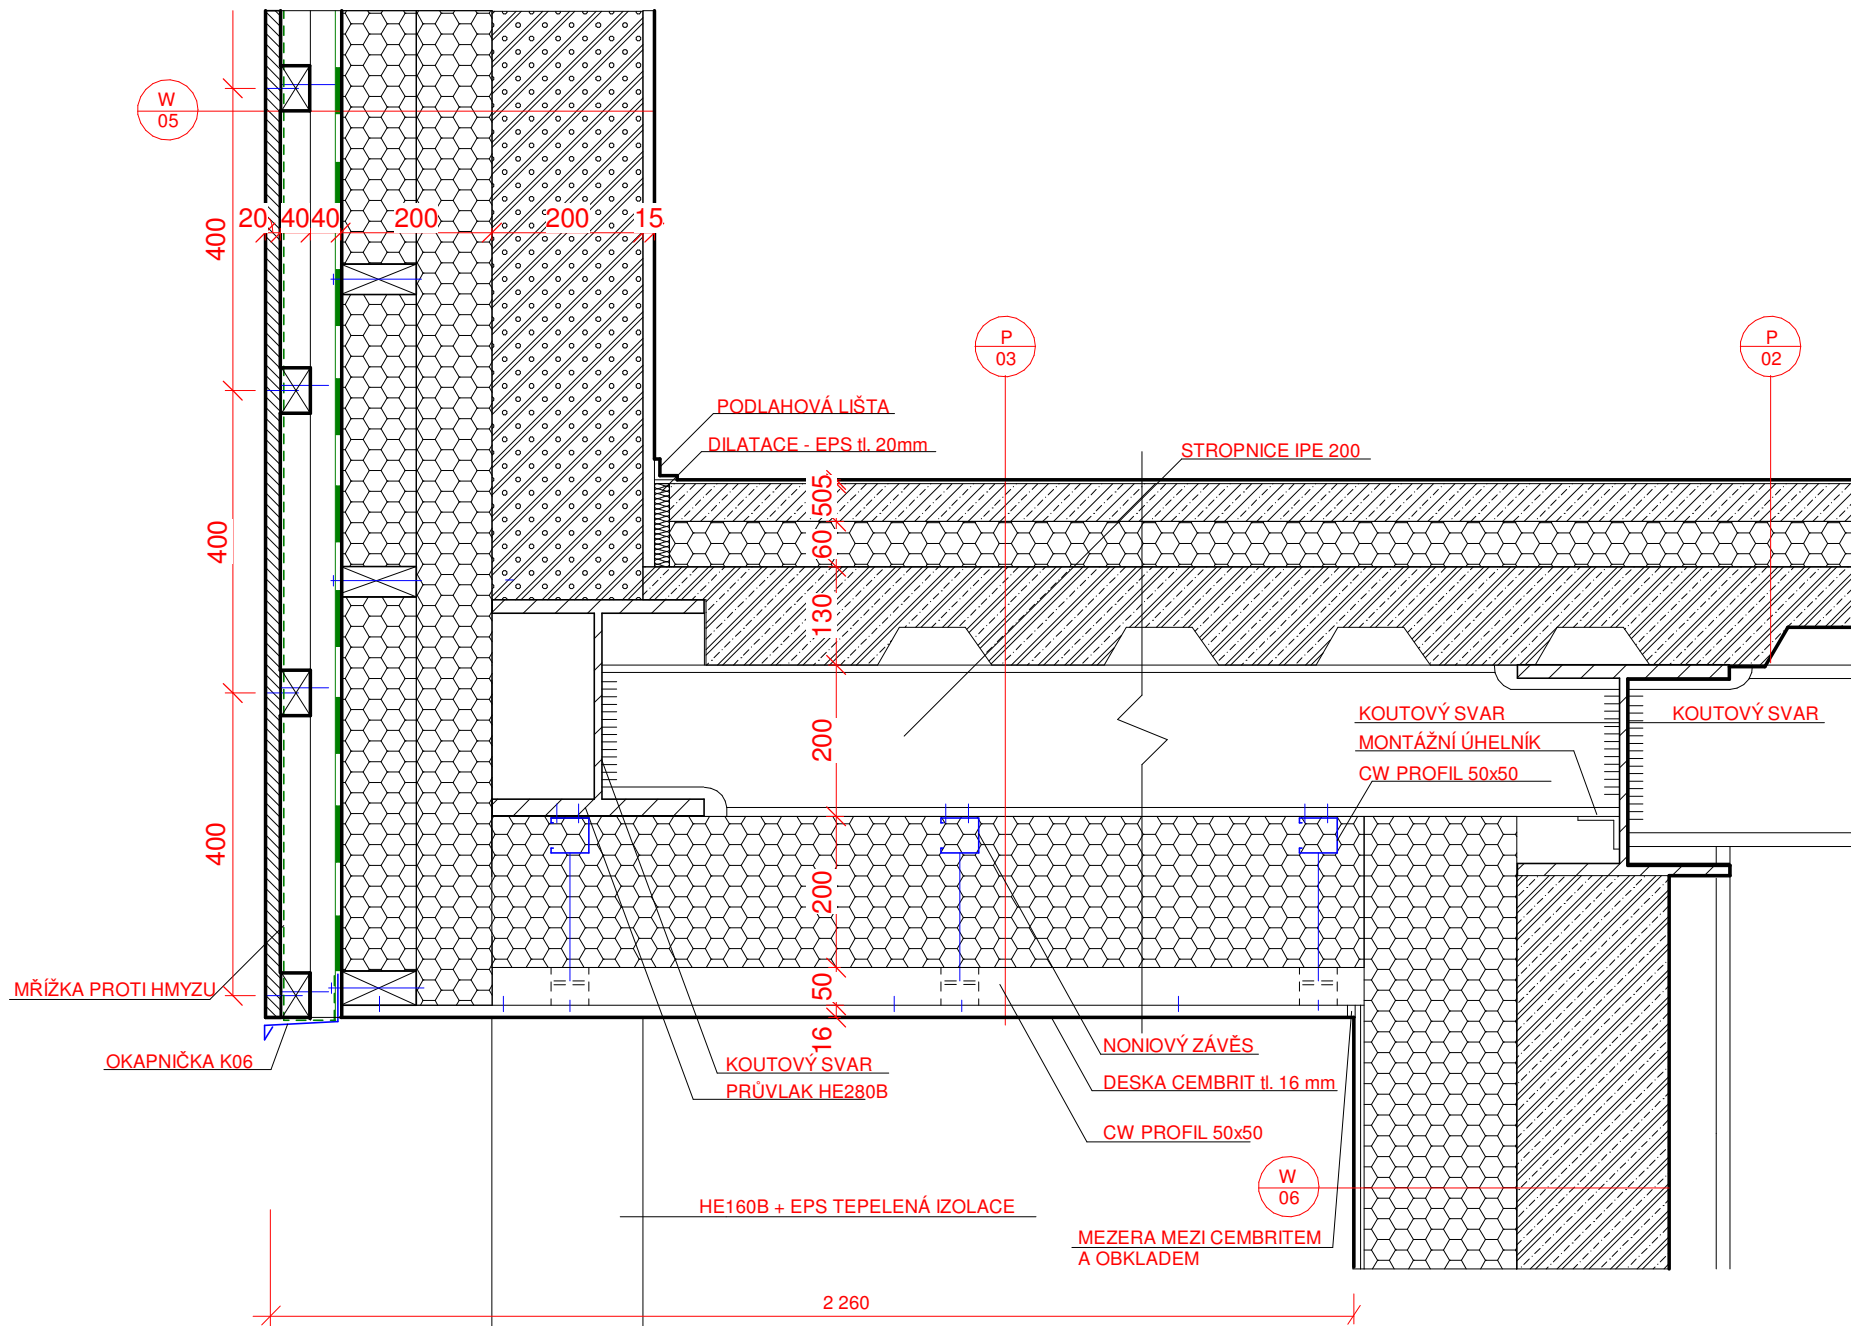 W
05
20 40 40 200 200 15
400
P
03
P
02
PODLAHOVÁ LIŠTA
DILATACE - EPS tl. 20mm
STROPNICE IPE 200
505
60
400
130
KOUTOVÝ SVAR
KOUTOVÝ SVAR
200
MONTÁŽNÍ ÚHELNÍK
CW PROFIL 50x50
400
200
MŘÍŽKA PROTI HMYZU
50
16
OKAPNIČKA K06
KOUTOVÝ SVAR
PRŮVLAK HE280B
NONIOVÝ ZÁVĚS
DESKA CEMBRIT tl. 16 mm
CW PROFIL 50x50
W
06
HE160B + EPS TEPELENÁ IZOLACE
MEZERA MEZI CEMBRITEM
A OBKLADEM
2 260